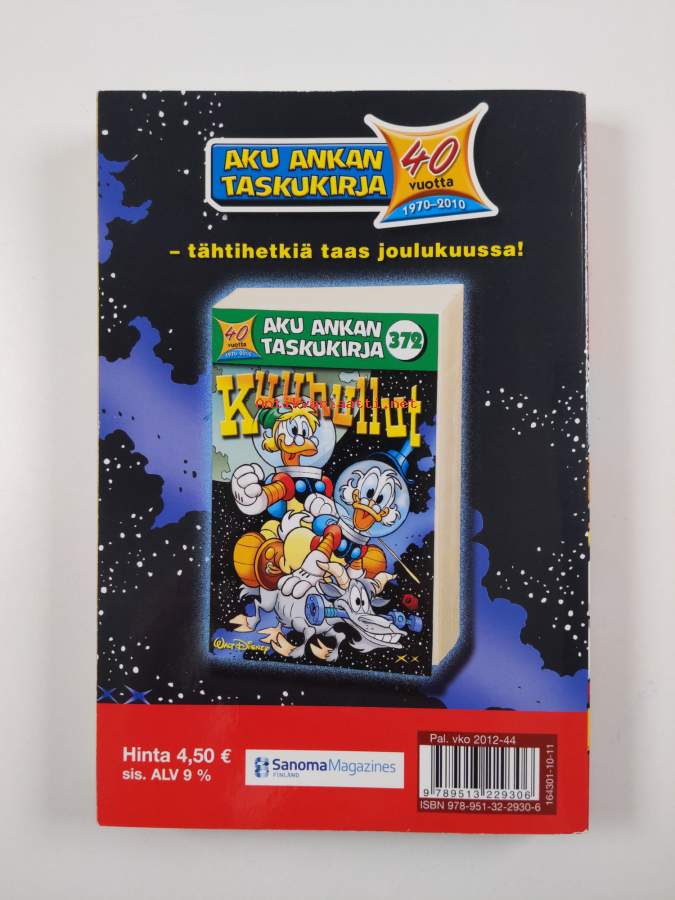 AKU ANKAN
TASKUKIRJA
40
vuotta
1970–2010
– tähtihetkiä taas joulukuussa!
40
vuotta
1970-2010
AKU ANKAN
TASKUKIRJA
372
Kuuhullut
WALT DISNEY
Hinta 4,50 €
sis. ALV 9 %
SanomaMagazines
FINLAND
Pal. vko 2012-44
9 789513 229306
ISBN 978-951-32-2930-6
164301-10-11